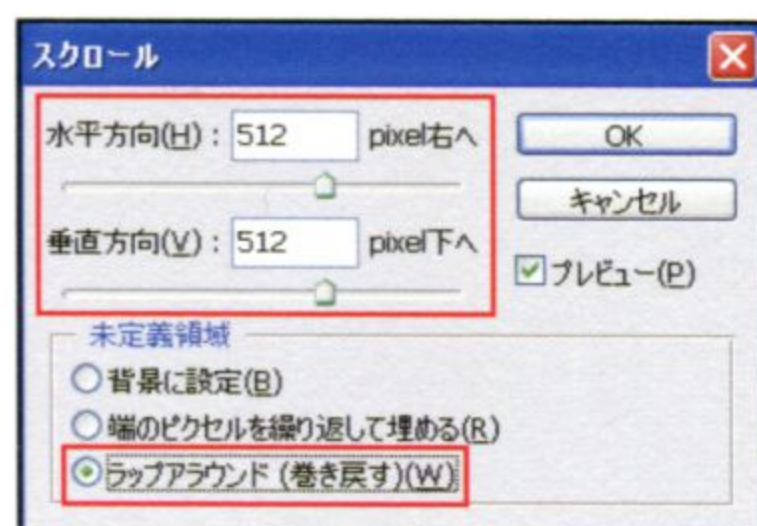 スクロール
水平方向(H) : 512 pixel右へ
OK
キャンセル
垂直方向(V) : 512 pixel下へ
プレビュー(P)
未定義領域
背景に設定(B)
端のピクセルを繰り返して埋める(R)
ラップアラウンド (巻き戻す)(W)